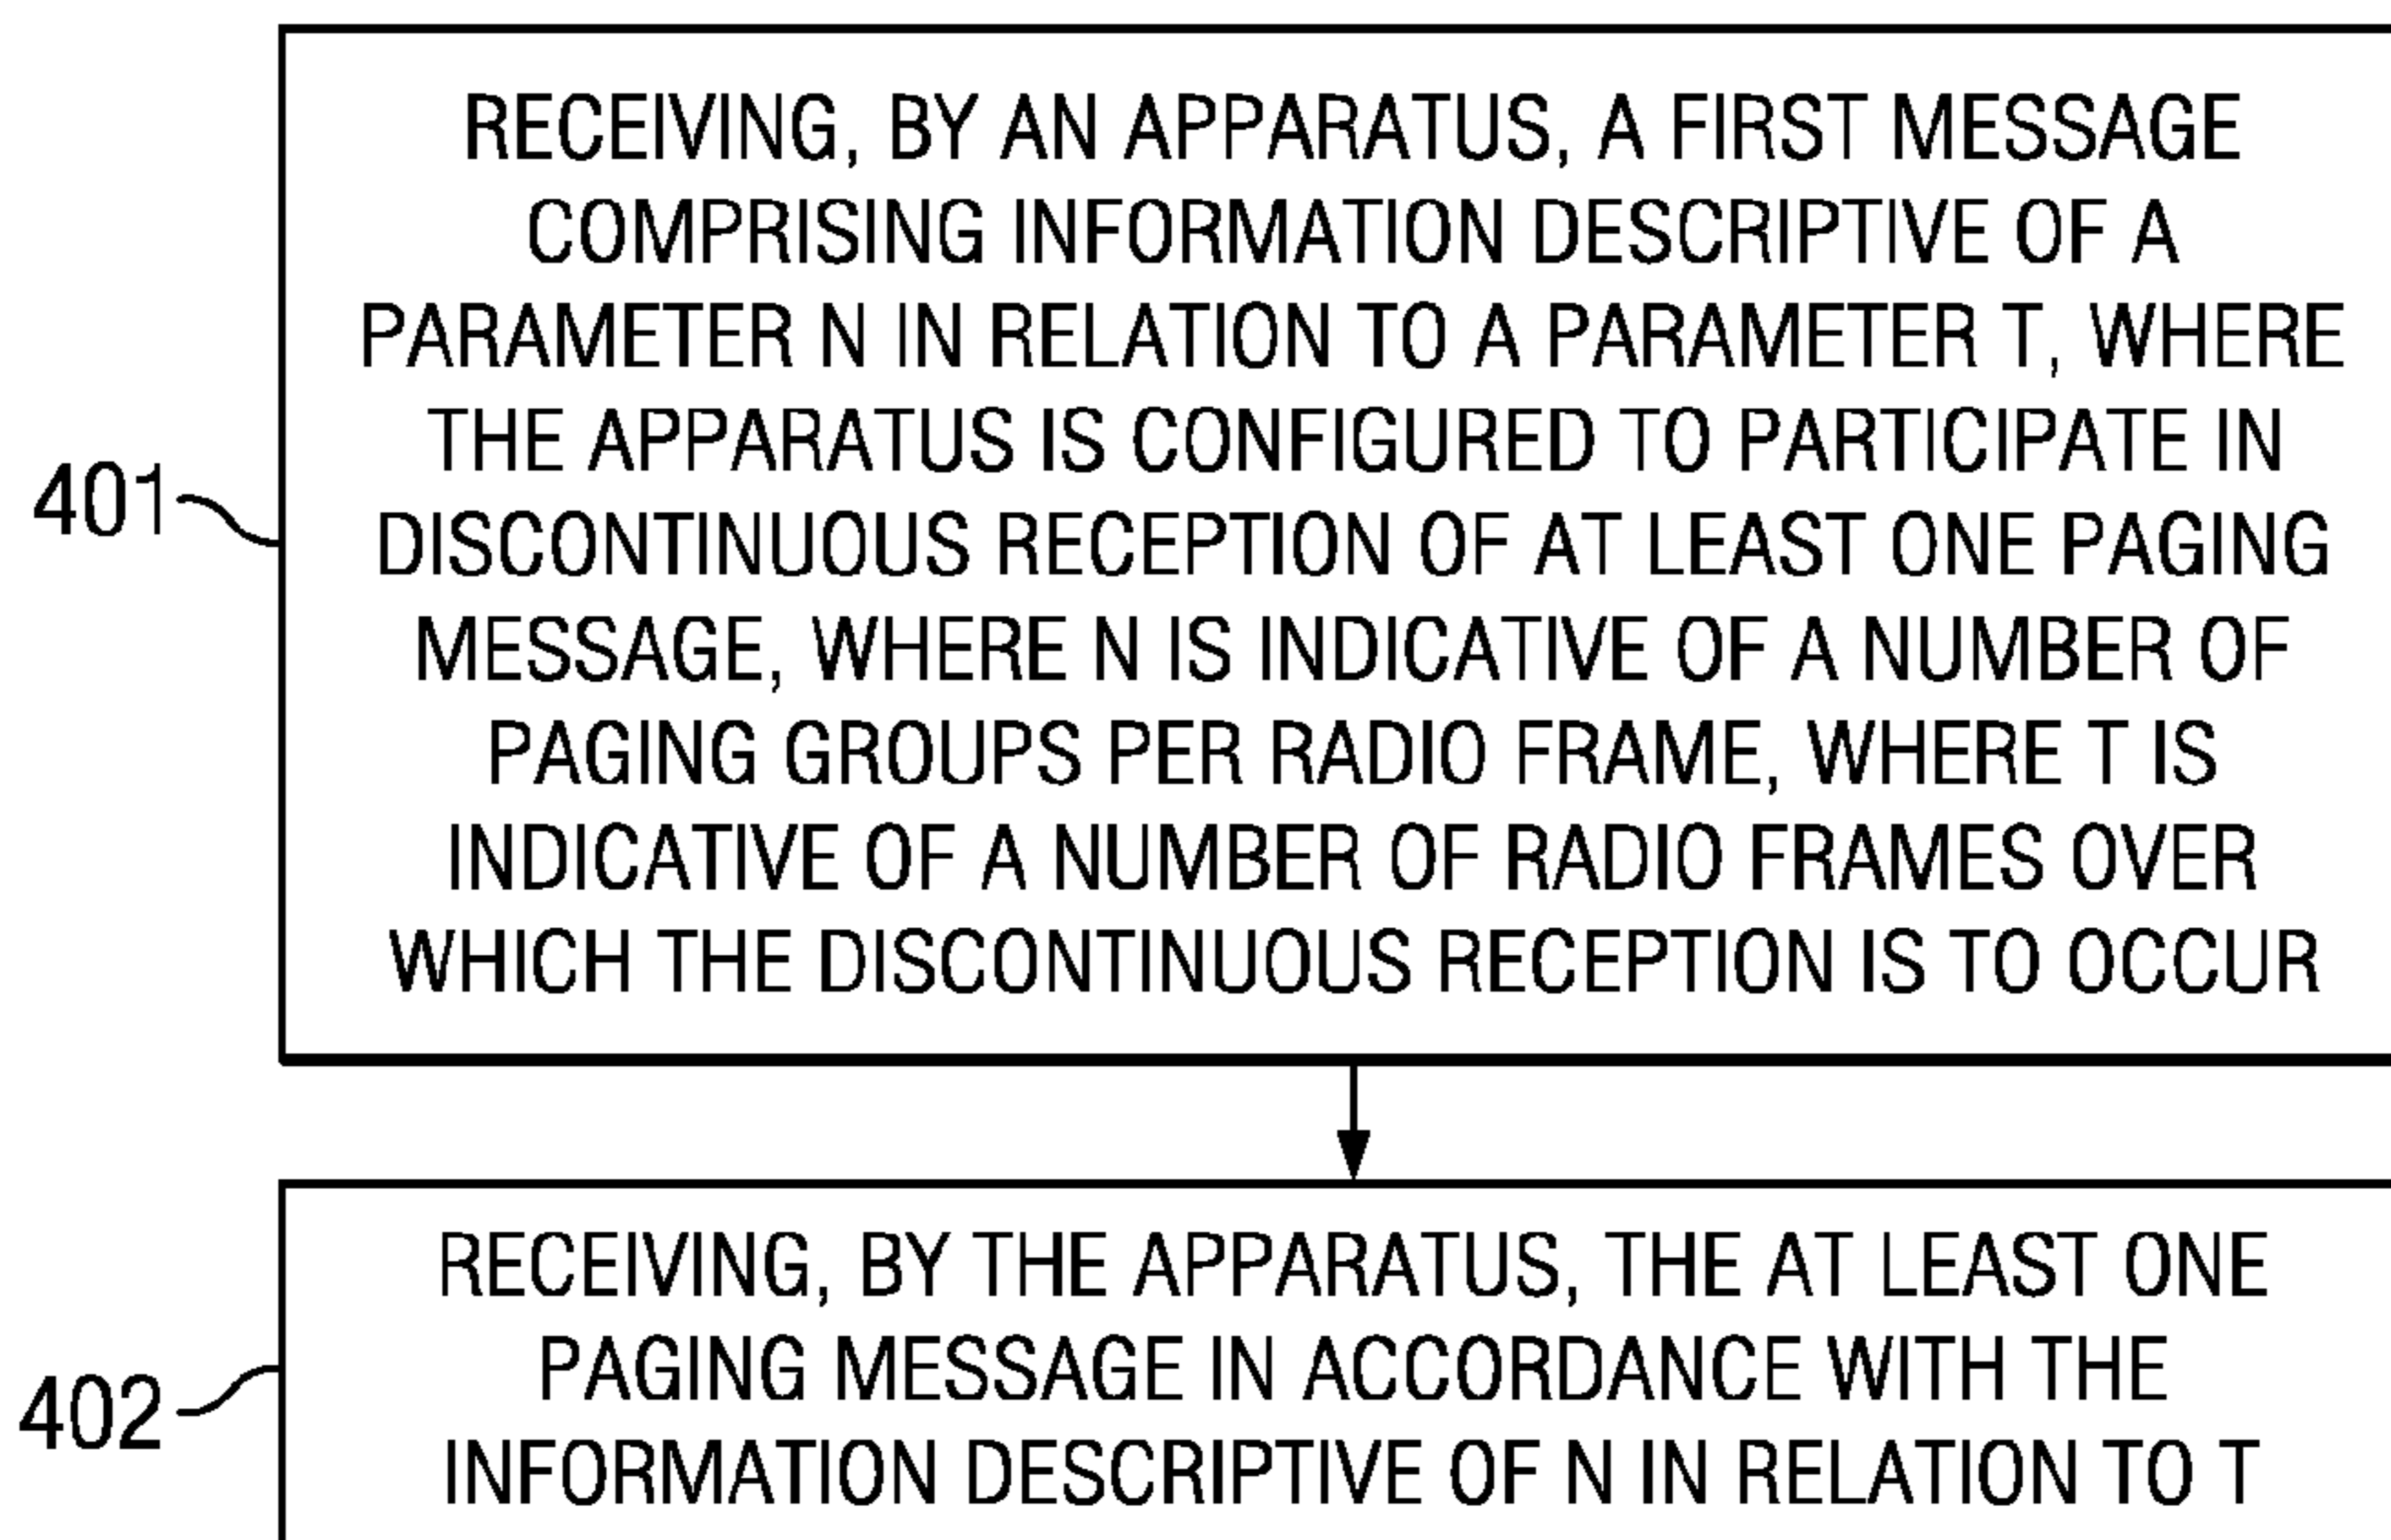 RECEIVING, BY AN APPARATUS, A FIRST MESSAGE
COMPRISING INFORMATION DESCRIPTIVE OF A
PARAMETER N IN RELATION TO A PARAMETER T, WHERE
THE APPARATUS IS CONFIGURED TO PARTICIPATE IN
401
DISCONTINUOUS RECEPTION OF AT LEAST ONE PAGING
MESSAGE, WHERE N IS INDICATIVE OF A NUMBER OF
PAGING GROUPS PER RADIO FRAME, WHERE T IS
INDICATIVE OF A NUMBER OF RADIO FRAMES OVER
WHICH THE DISCONTINUOUS RECEPTION IS TO OCCUR
RECEIVING, BY THE APPARATUS, THE AT LEAST ONE
PAGING MESSAGE IN ACCORDANCE WITH THE
402
INFORMATION DESCRIPTIVE OF N IN RELATION TO T